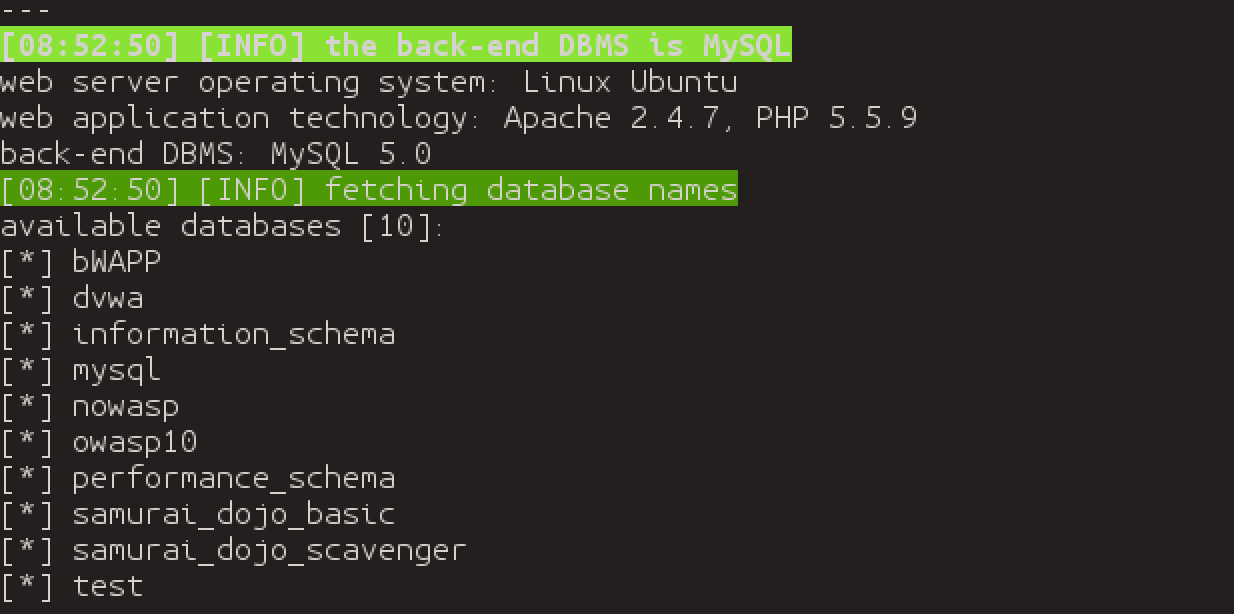 ---
[08:52:50] [INFO] the back-end DBMS is MySQL
web server operating system: Linux Ubuntu
web application technology: Apache 2.4.7, PHP 5.5.9
back-end DBMS: MySQL 5.0
[08:52:50] [INFO] fetching database names
available databases [10]:
[*] bWAPP
[*] dvwa
[*] information_schema
[*] mysql
[*] nowasp
[*] owasp10
[*] performance_schema
[*] samurai_dojo_basic
[*] samurai_dojo_scavenger
[*] test